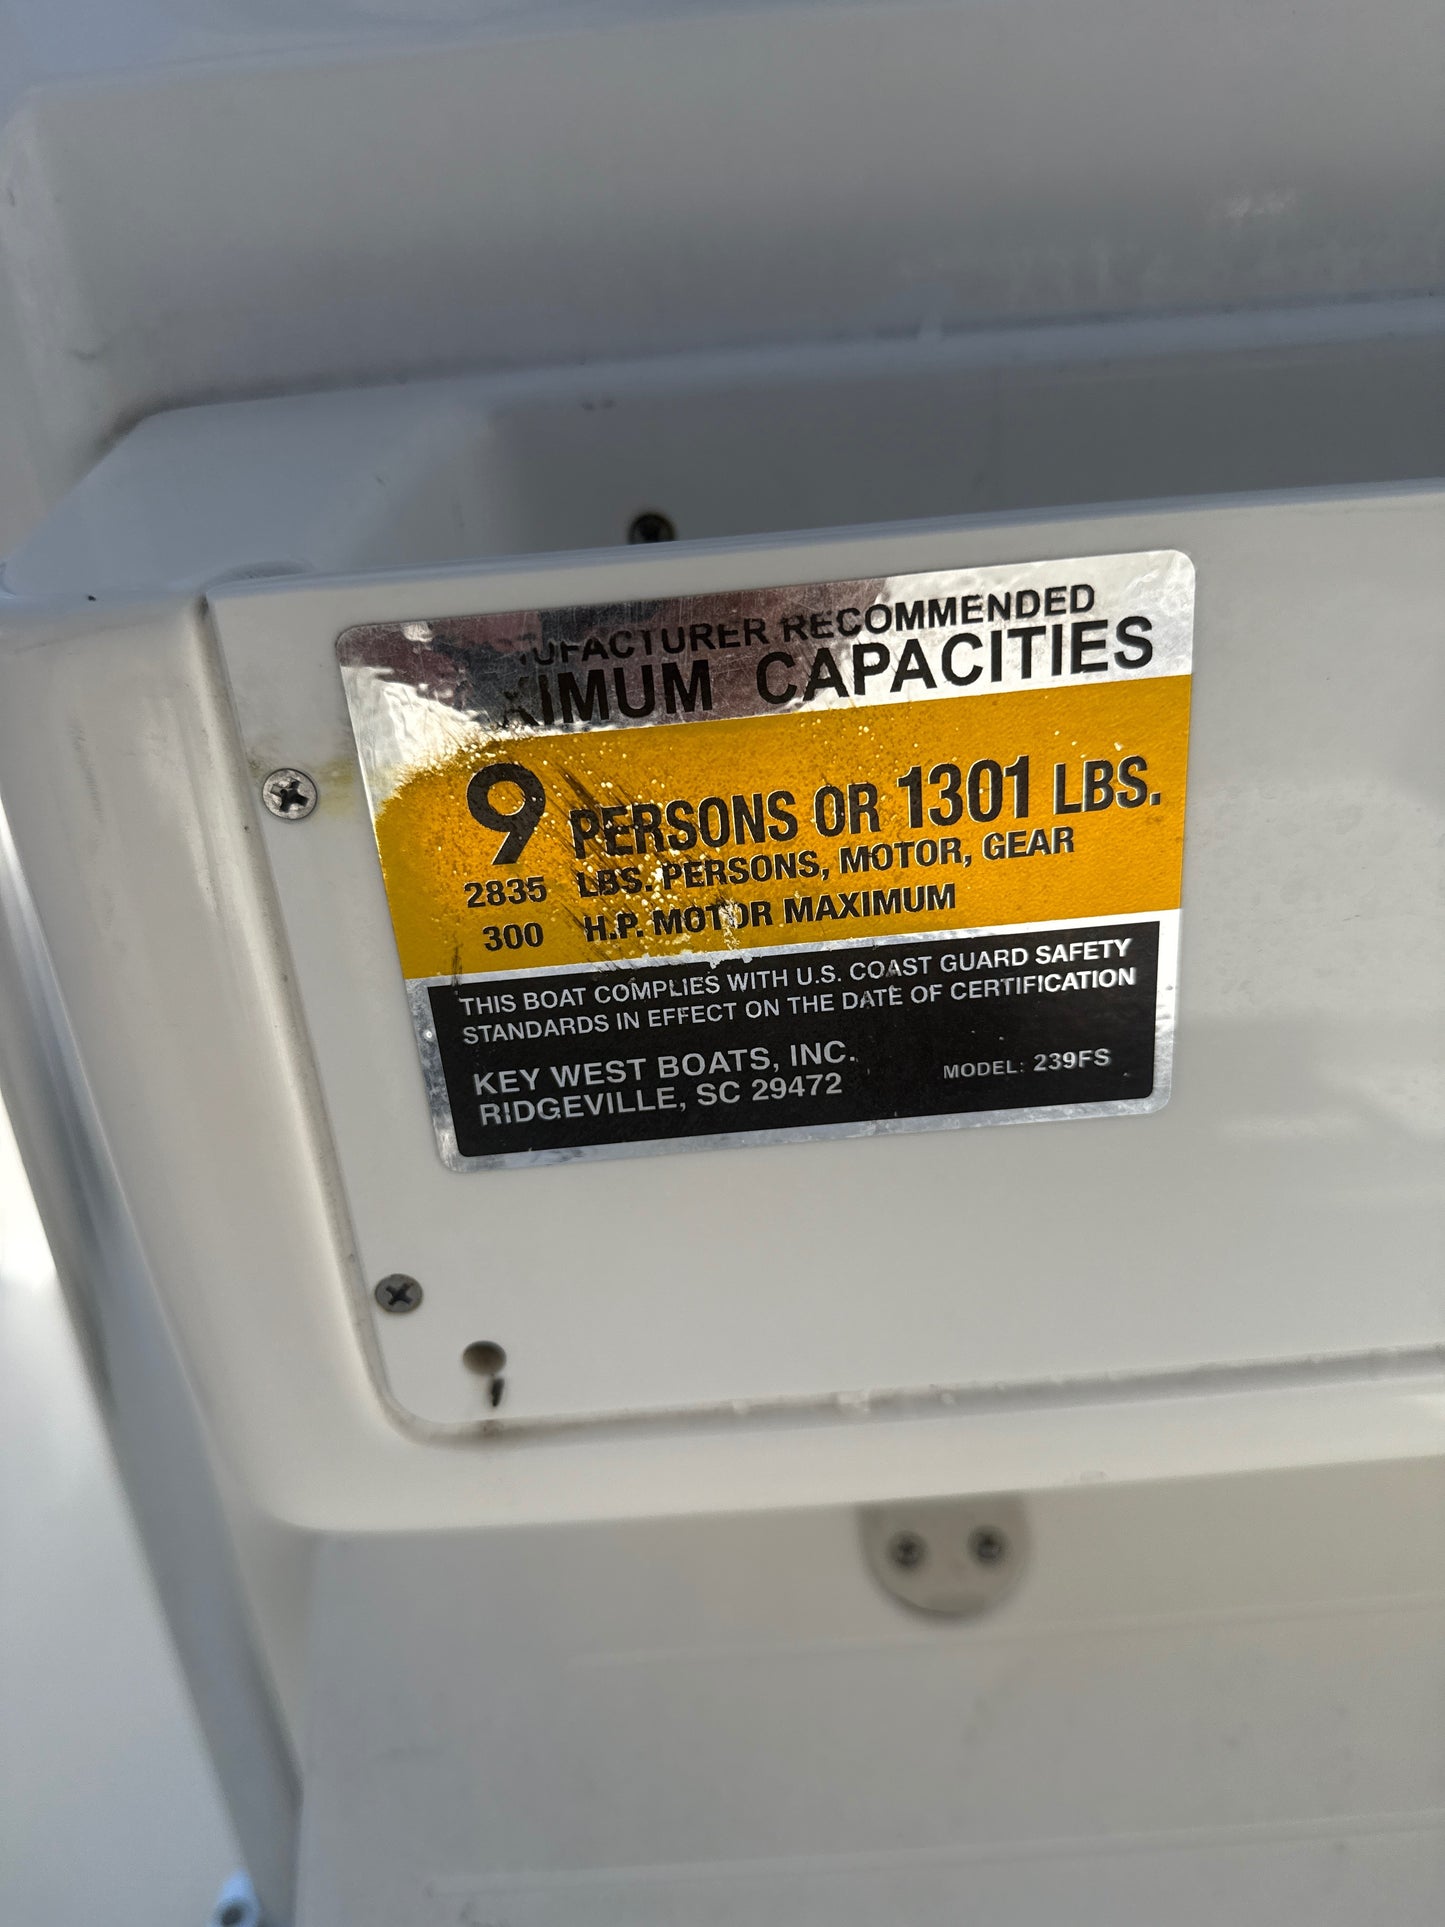 RECOMMENDED
CAPACITIES
9 PERSONS OR 1301 LBS.
2835 LBS. PERSONS, MOTOR, GEAR
300 H.P. MOTOR MAXIMUM
THIS BOAT COMPLIES WITH U.S. COAST GUARD SAFETY
STANDARDS IN EFFECT ON THE DATE OF CERTIFICATION
KEY WEST BOATS, INC.
RIDGEVILLE, SC 29472
MODEL: 239FS